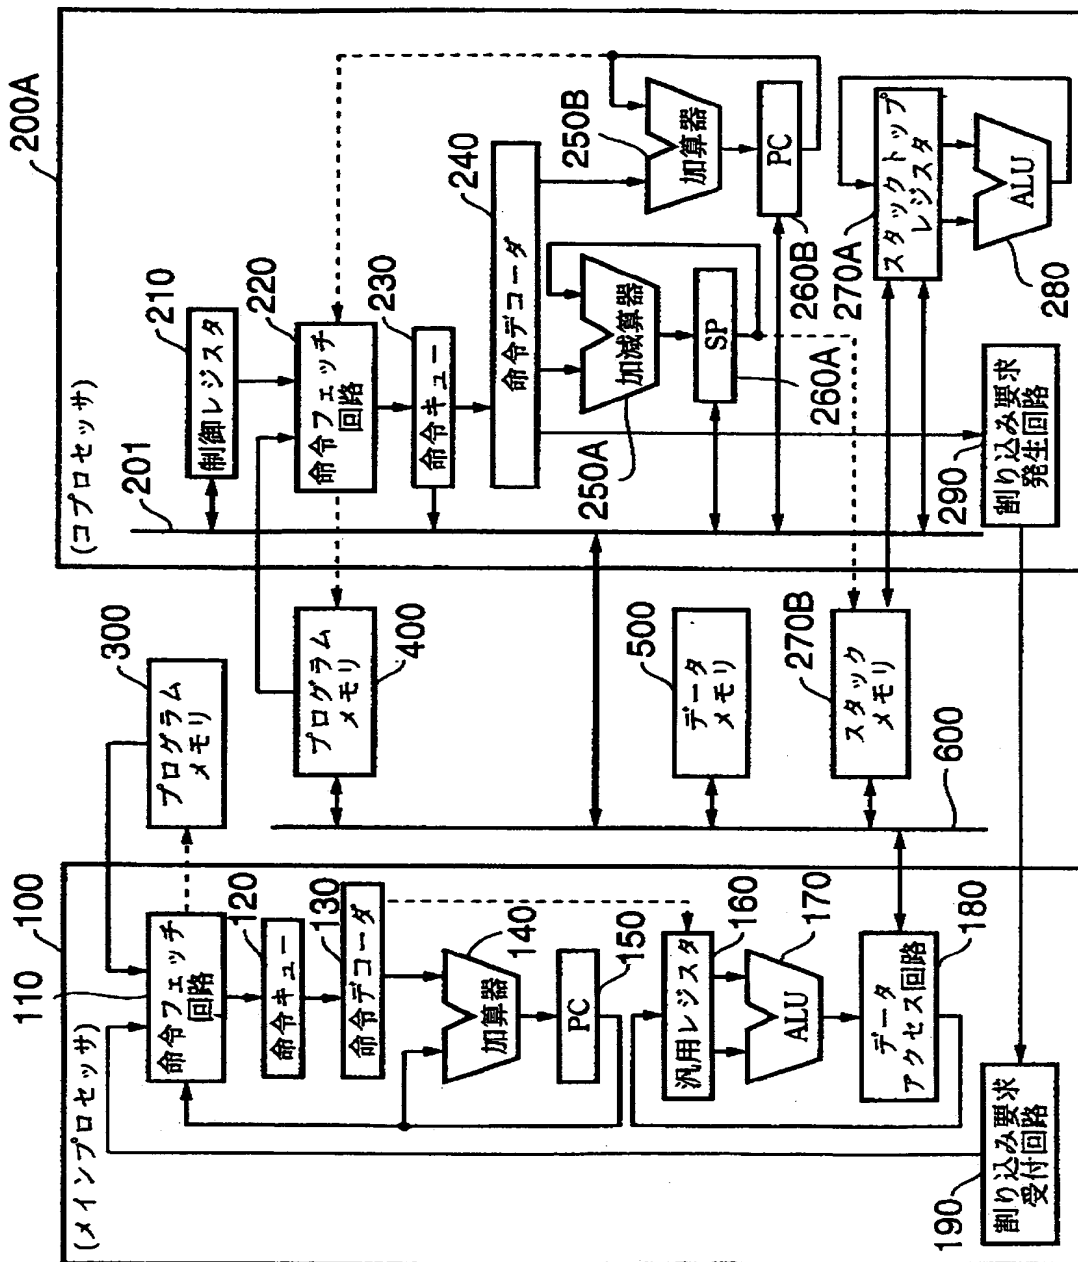 100
(メインプロセッサ)
110
命令フェッチ
回路
120
命令キュー
130
命令デコーダ
140
加算器
150
PC
160
汎用レジスタ
170
ALU
180
データ
アクセス回路
190
割り込み要求
受付回路
300
プログラム
メモリ
400
プログラム
メモリ
500
データ
メモリ
270B
スタック
メモリ
600
200A
(コプロセッサ)
201
210
制御レジスタ
220
命令フェッチ
回路
230
命令キュー
240
命令デコーダ
250A
加減算器
260A
SP
250B
加算器
260B
PC
270A
スタックトップ
レジスタ
280
ALU
290
割り込み要求
発生回路